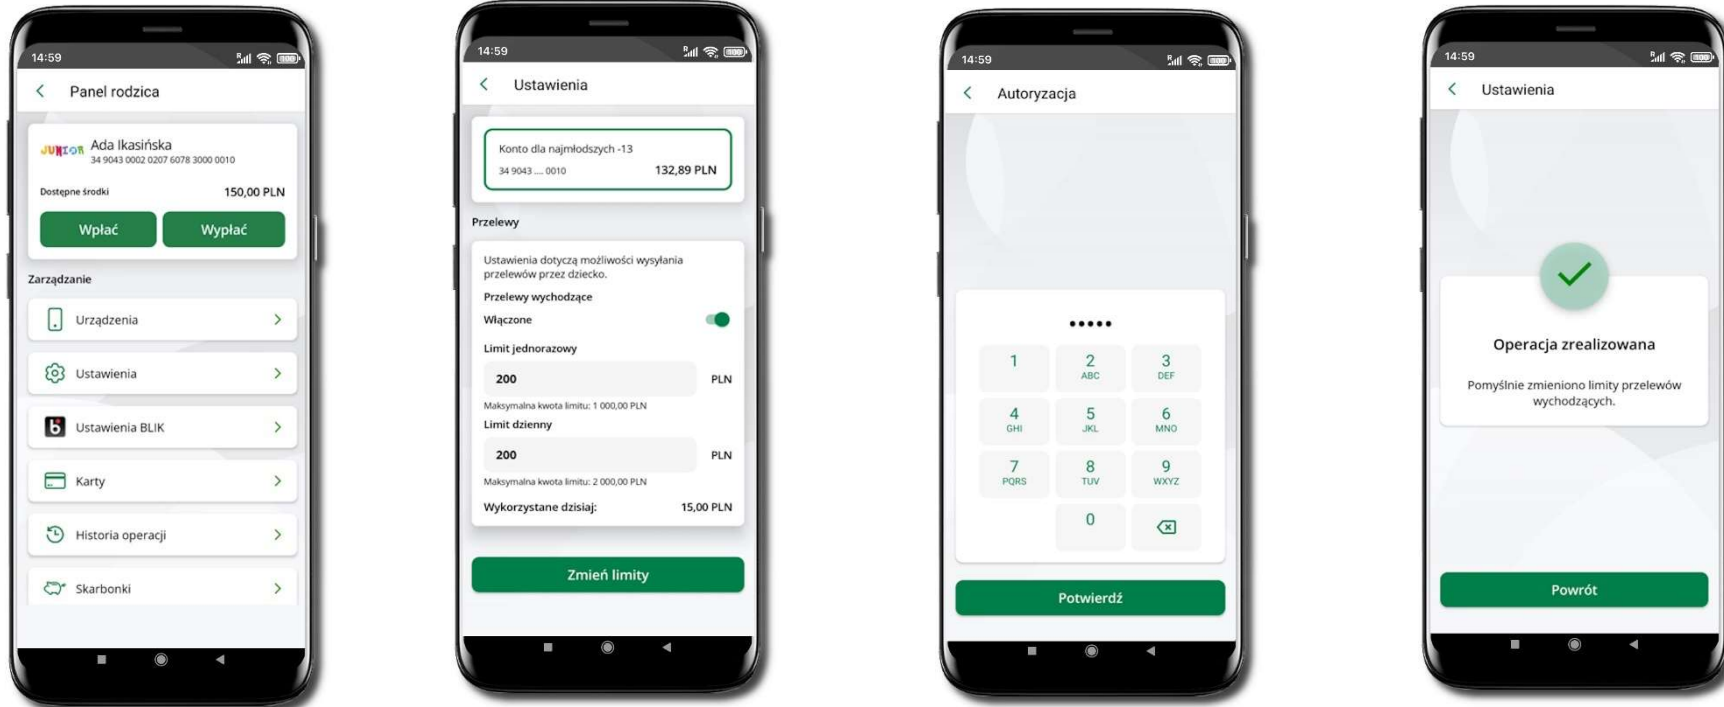 14:59
Panel rodzica
JUNIOR Ada Ikasińska
34 9043 0002 0207 6078 3000 0010
Dostępne środki 150,00 PLN
Wpłać Wypłać
Zarządzanie
Urządzenia
Ustawienia
Ustawienia BLIK
Karty
Historia operacji
Skarbonki
14:59
Ustawienia
Konto dla najmłodszych -13
34 9043 .... 0010 132,89 PLN
Przelewy
Ustawienia dotyczą możliwości wysyłania
przelewów przez dziecko.
Przelewy wychodzące
Włączone
Limit jednorazowy
200 PLN
Maksymalna kwota limitu: 1 000,00 PLN
Limit dzienny
200 PLN
Maksymalna kwota limitu: 2 000,00 PLN
Wykorzystane dzisiaj: 15,00 PLN
Zmień limity
14:59
Autoryzacja
•••••
1 2 3
ABC DEF
4 5 6
GHI JKL MNO
7 8 9
PQRS TUV WXYZ
0
Potwierdź
14:59
Ustawienia
Operacja zrealizowana
Pomyślnie zmieniono limity przelewów
wychodzących.
Powrót